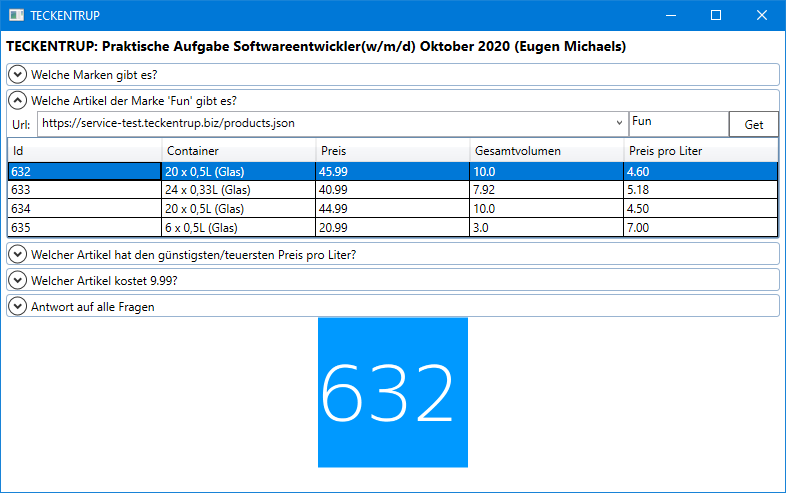 TECKENTRUP
TECKENTRUP: Praktische Aufgabe Softwareentwickler(w/m/d) Oktober 2020 (Eugen Michaels)
Welche Marken gibt es?
Welche Artikel der Marke 'Fun' gibt es?
Url: https://service-test.teckentrup.biz/products.json Fun Get
Id Container Preis Gesamtvolumen Preis pro Liter
632 20 x 0,5L (Glas) 45.99 10.0 4.60
633 24 x 0,33L (Glas) 40.99 7.92 5.18
634 20 x 0,5L (Glas) 44.99 10.0 4.50
635 6 x 0,5L (Glas) 20.99 3.0 7.00
Welcher Artikel hat den günstigsten/teuersten Preis pro Liter?
Welcher Artikel kostet 9.99?
Antwort auf alle Fragen
632